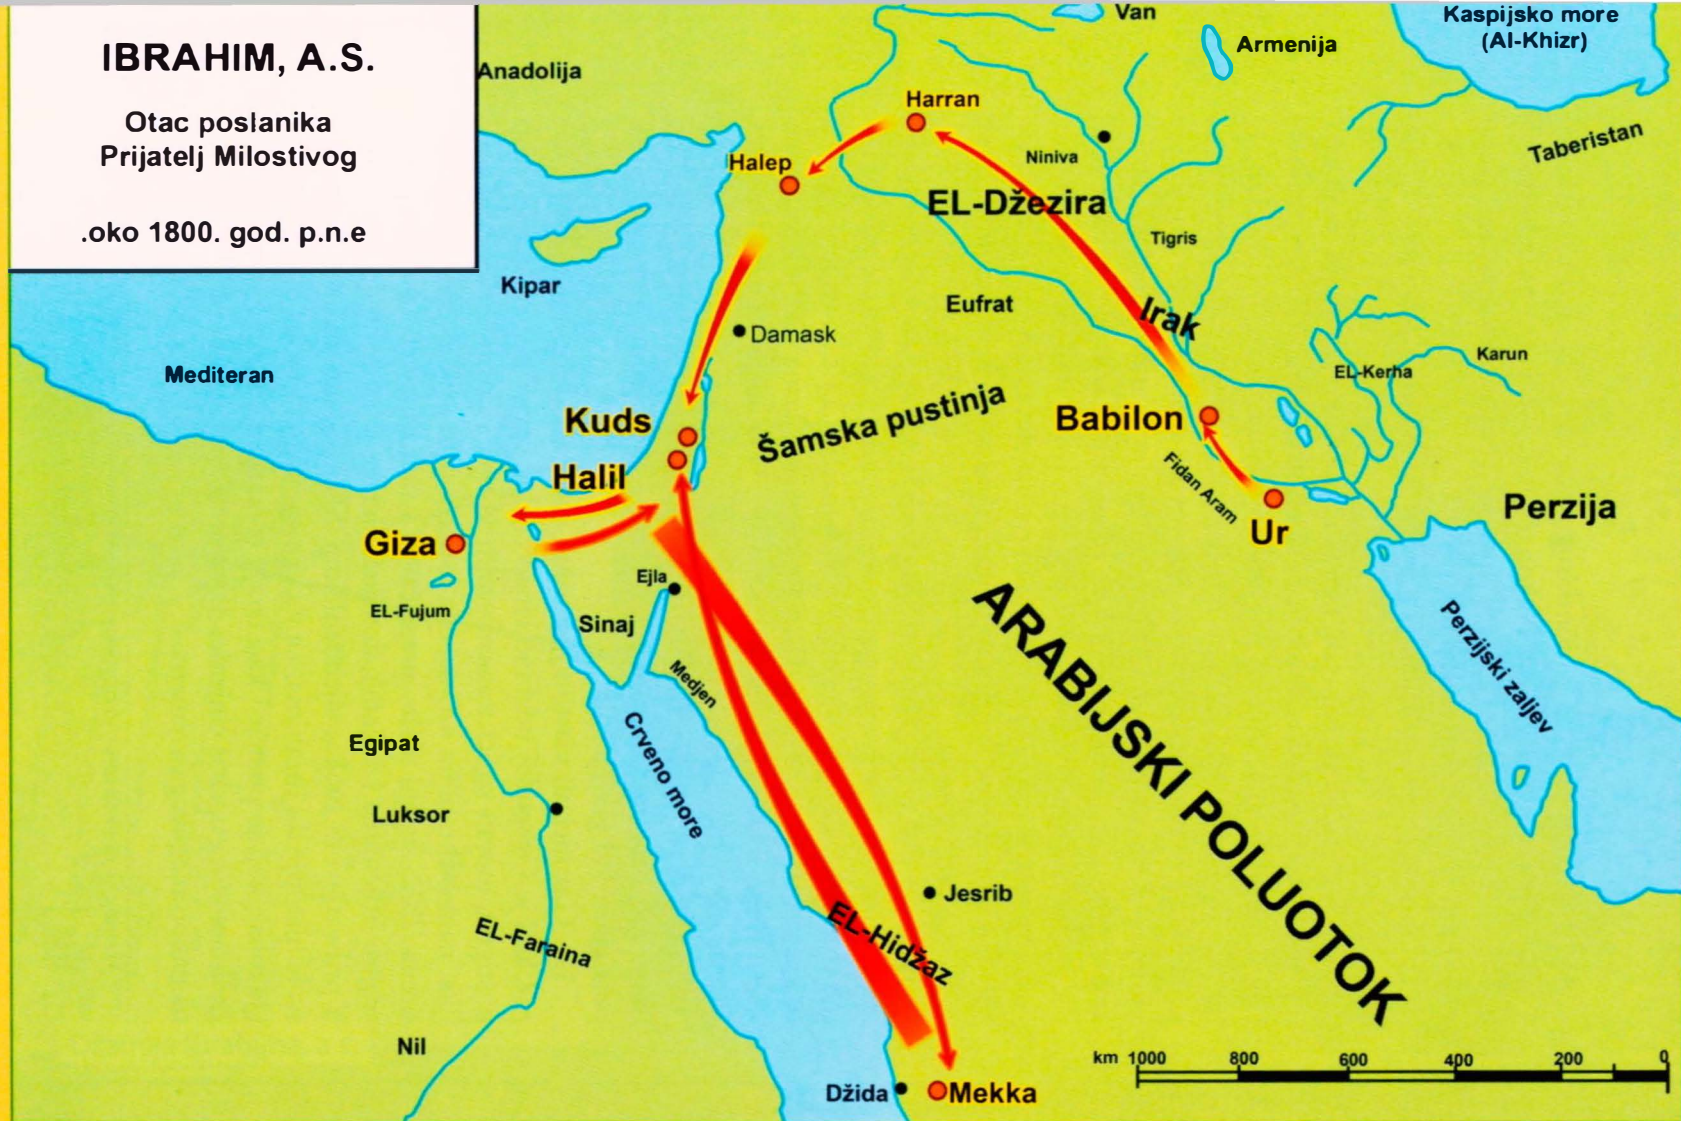 IBRAHIM, A.S.
Otac poslanika
Prijatelj Milostivog
.oko 1800. god. p.n.e
Anadolija
Van
Armenija
Kaspijsko more
(Al-Khizr)
Taberistan
Harran
Halep
Niniva
EL-Džezira
Tigris
Kipar
Eufrat
Irak
Damask
Karun
EL-Kerha
Mediteran
Kuds
Šamska pustinja
Babilon
Halil
Fidan Aram
Ur
Perzija
Giza
Ejla
EL-Fujum
Sinaj
Medjen
ARABIJSKI POLUOTOK
Perzijski zaljev
Crveno more
Egipat
Luksor
Jesrib
EL-Hidžaz
EL-Faraina
Nil
km 1000 800 600 400 200 0
Džida
Mekka